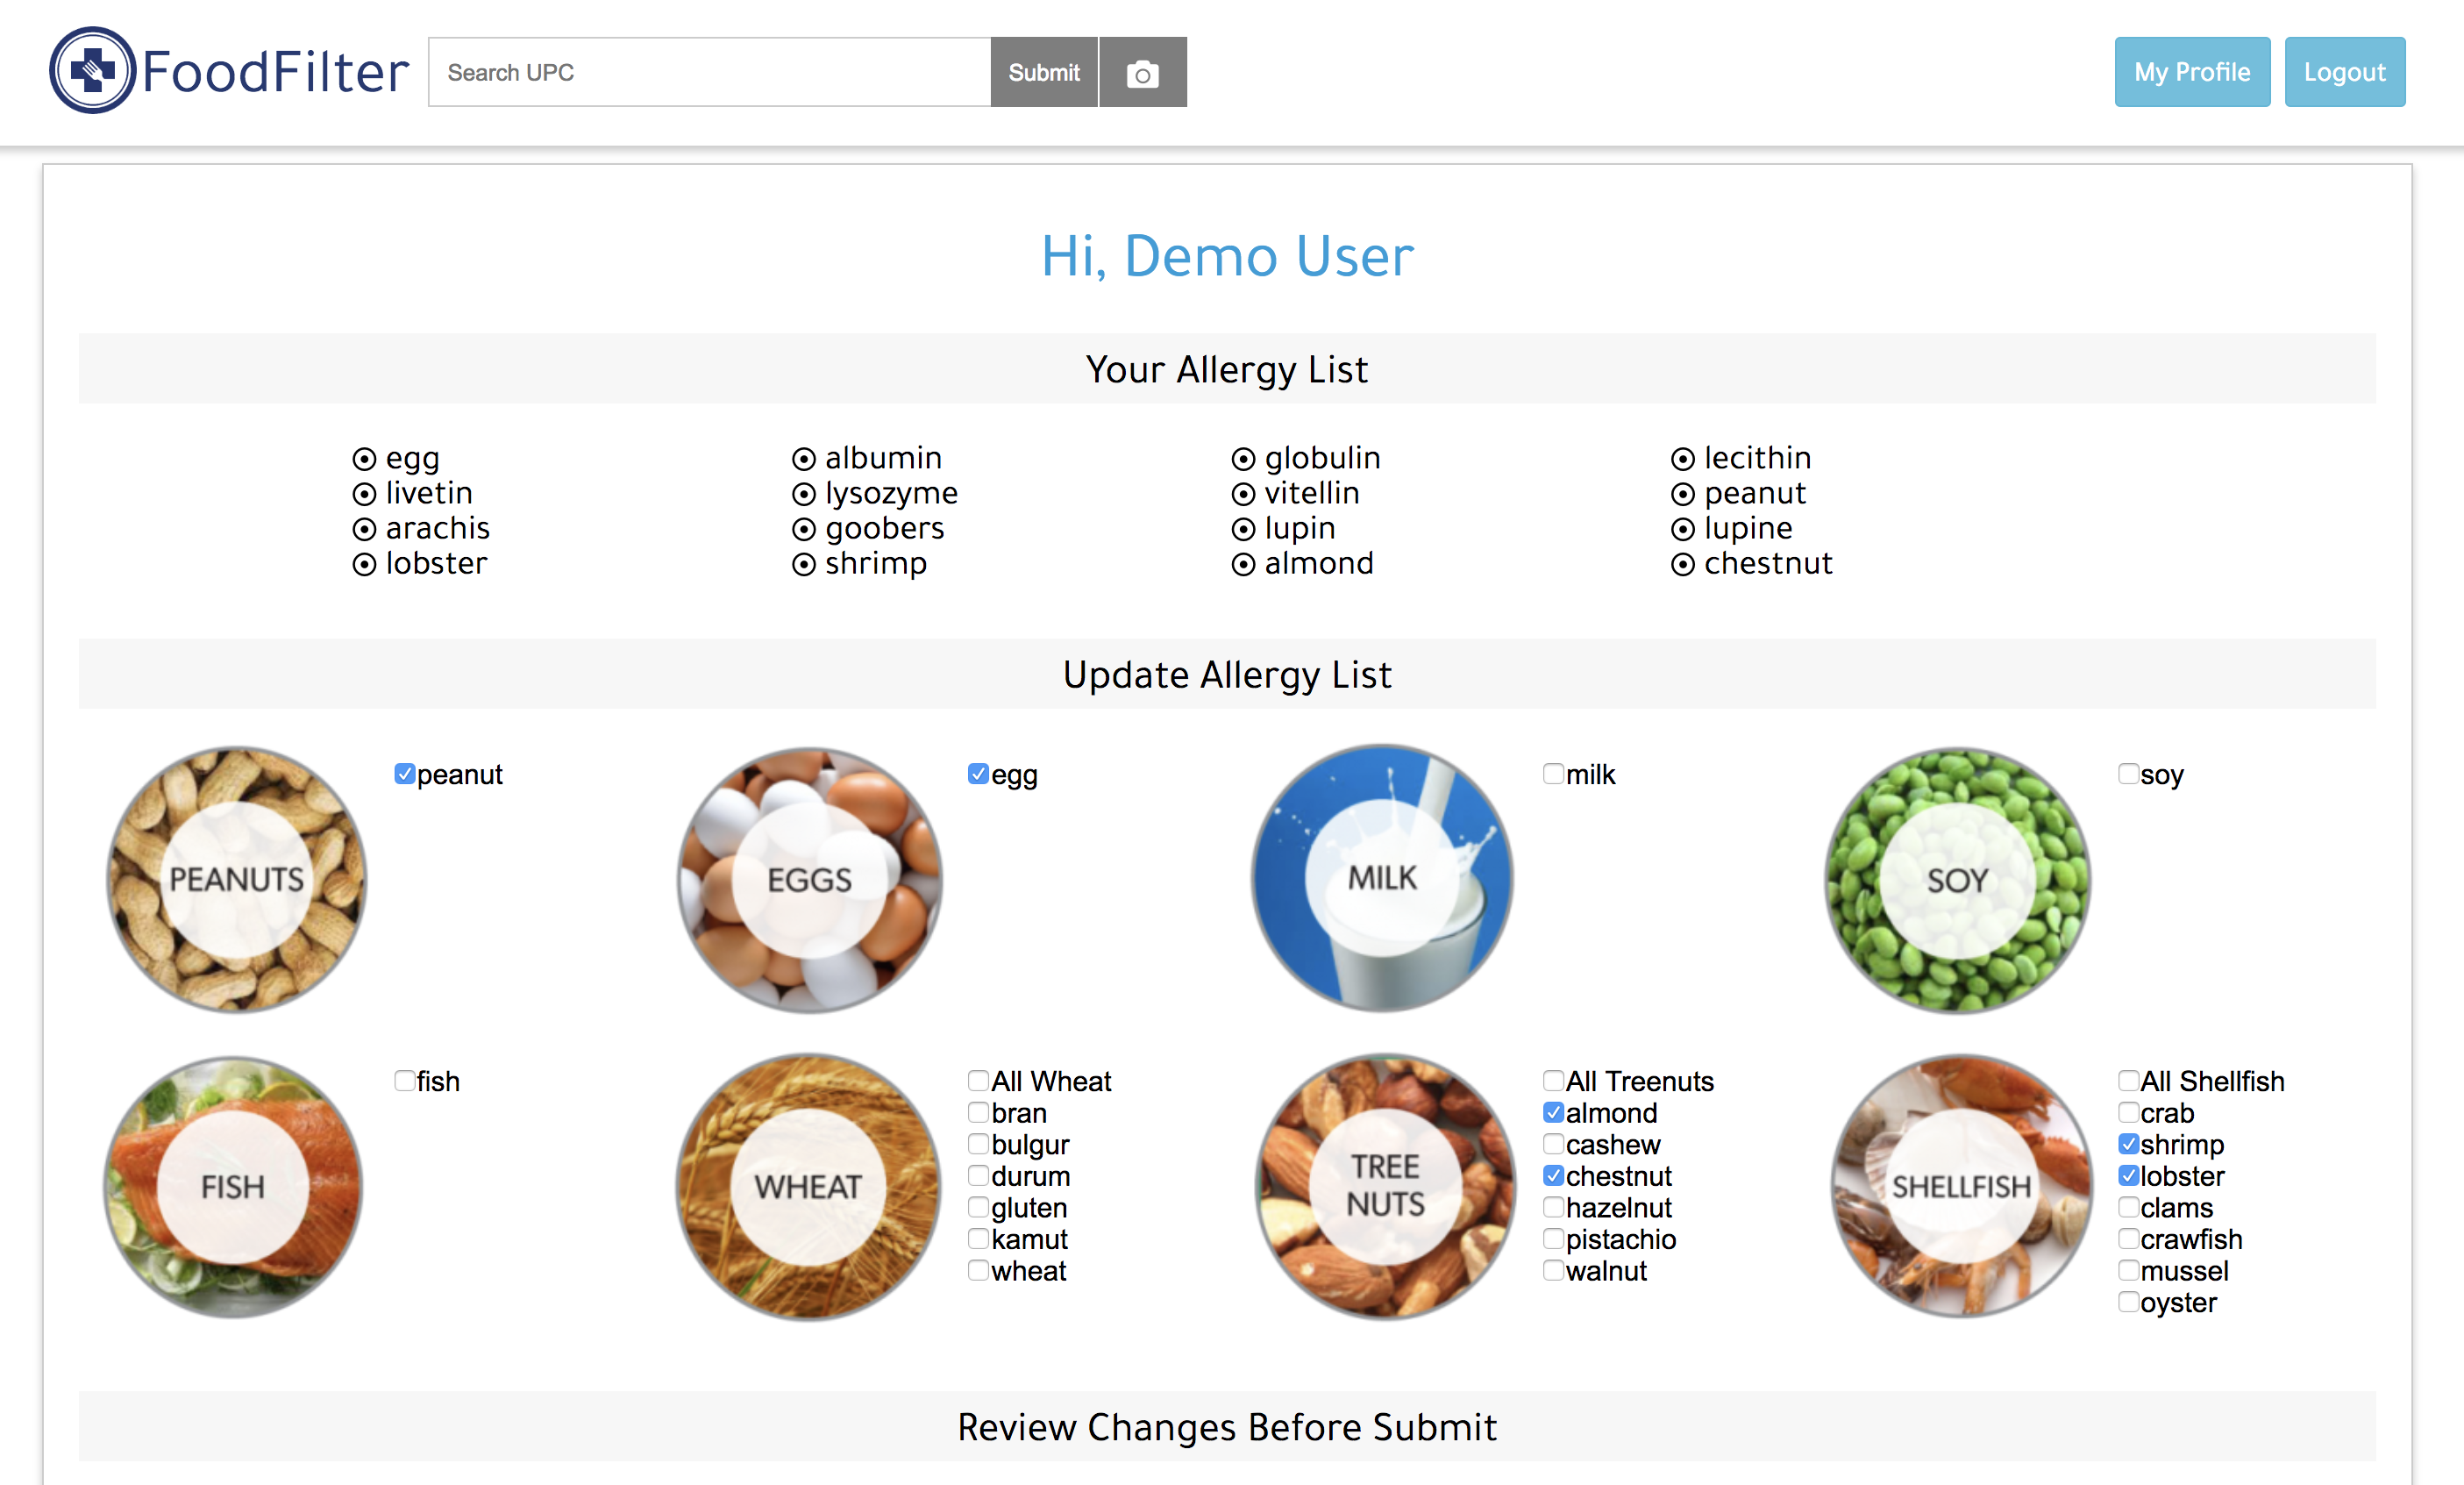 FoodFilter Search UPC Submit My Profile Logout
Hi, Demo User
Your Allergy List
egg albumin globulin lecithin
livetin lysozyme vitellin peanut
arachis goobers lupin lupine
lobster shrimp almond chestnut
Update Allergy List
PEANUTS
peanut
EGGS
egg
MILK
milk
SOY
soy
FISH
fish
WHEAT
All Wheat
bran
bulgur
durum
gluten
kamut
wheat
TREE
NUTS
All Treenuts
almond
cashew
chestnut
hazelnut
pistachio
walnut
SHELLFISH
All Shellfish
crab
shrimp
lobster
clams
crawfish
mussel
oyster
Review Changes Before Submit